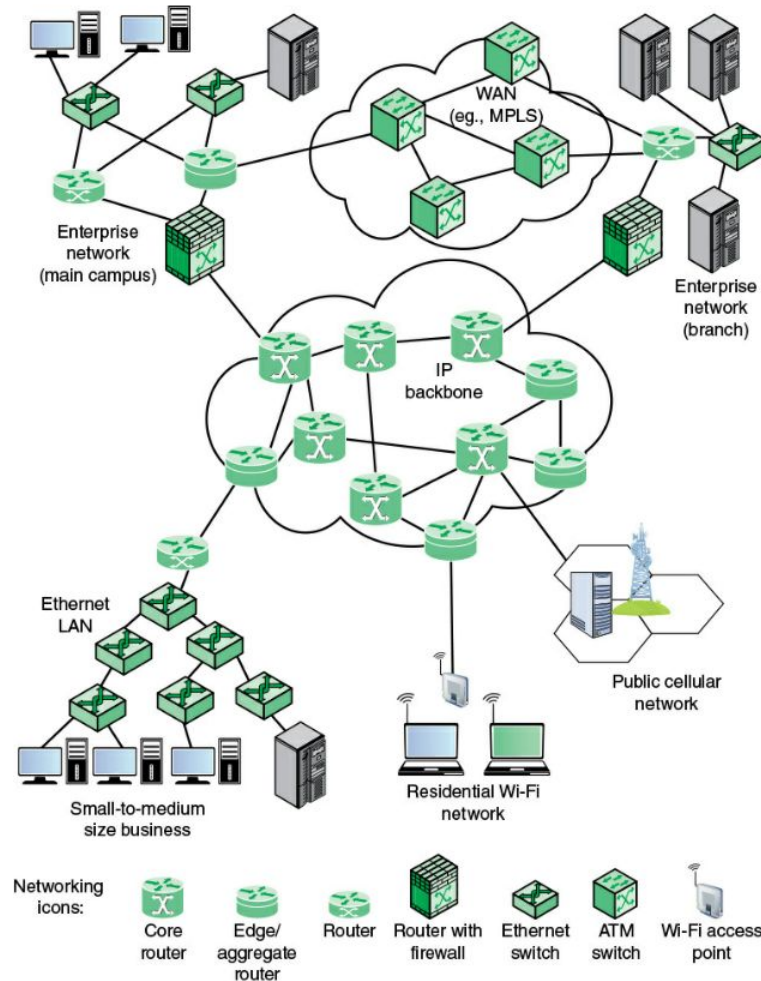 WAN
(eg., MPLS)
Enterprise
network
(main campus)
Enterprise
network
(branch)
IP
backbone
Ethernet
LAN
Public cellular
network
Residential Wi-Fi
network
Small-to-medium
size business
Networking
icons:
Core
router
Edge/
aggregate
router
Router
Router with
firewall
Ethernet
switch
ATM
switch
Wi-Fi access
point